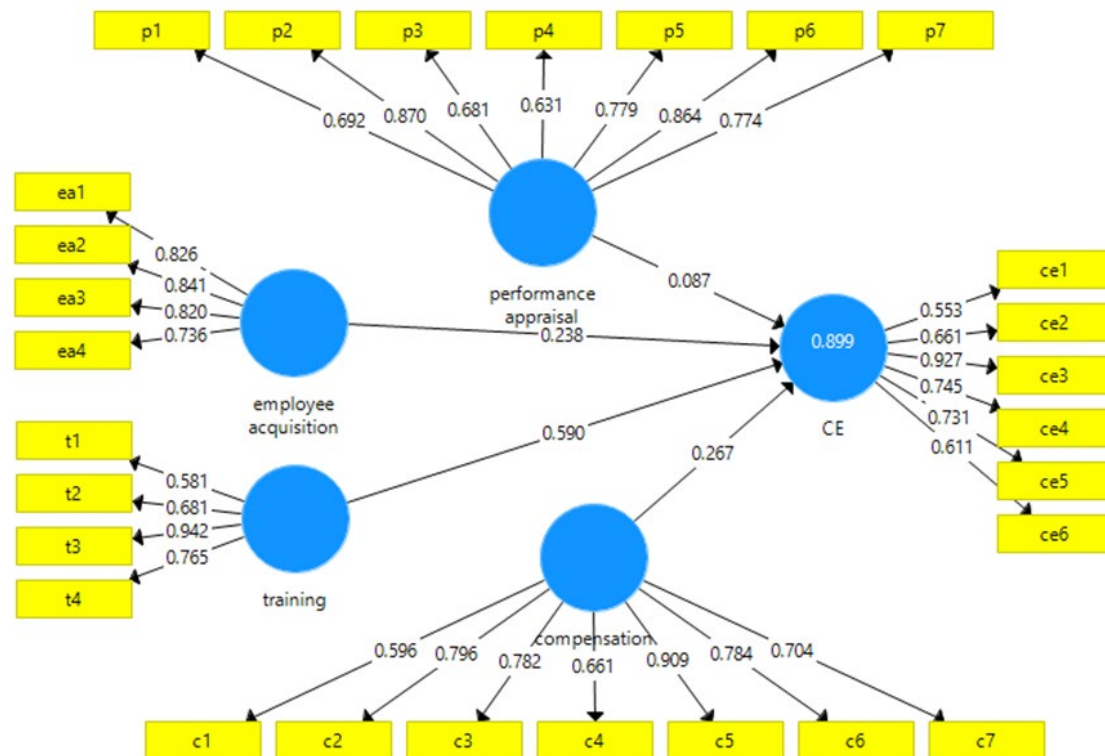 p1 p2 p3 p4 p5 p6 p7
0.692 0.870 0.681 0.631 0.779 0.864 0.774
performance
appraisal
0.087
ea1
ea2
ea3
ea4
0.826
0.841
0.820
0.736
employee
acquisition
0.238
t1
t2
t3
t4
0.581
0.681
0.942
0.765
training
0.590
0.899
CE
0.553
0.661
0.927
0.745
0.731
0.611
ce1
ce2
ce3
ce4
ce5
ce6
0.267
compensation
0.596 0.796 0.782 0.661 0.909 0.784 0.704
c1 c2 c3 c4 c5 c6 c7